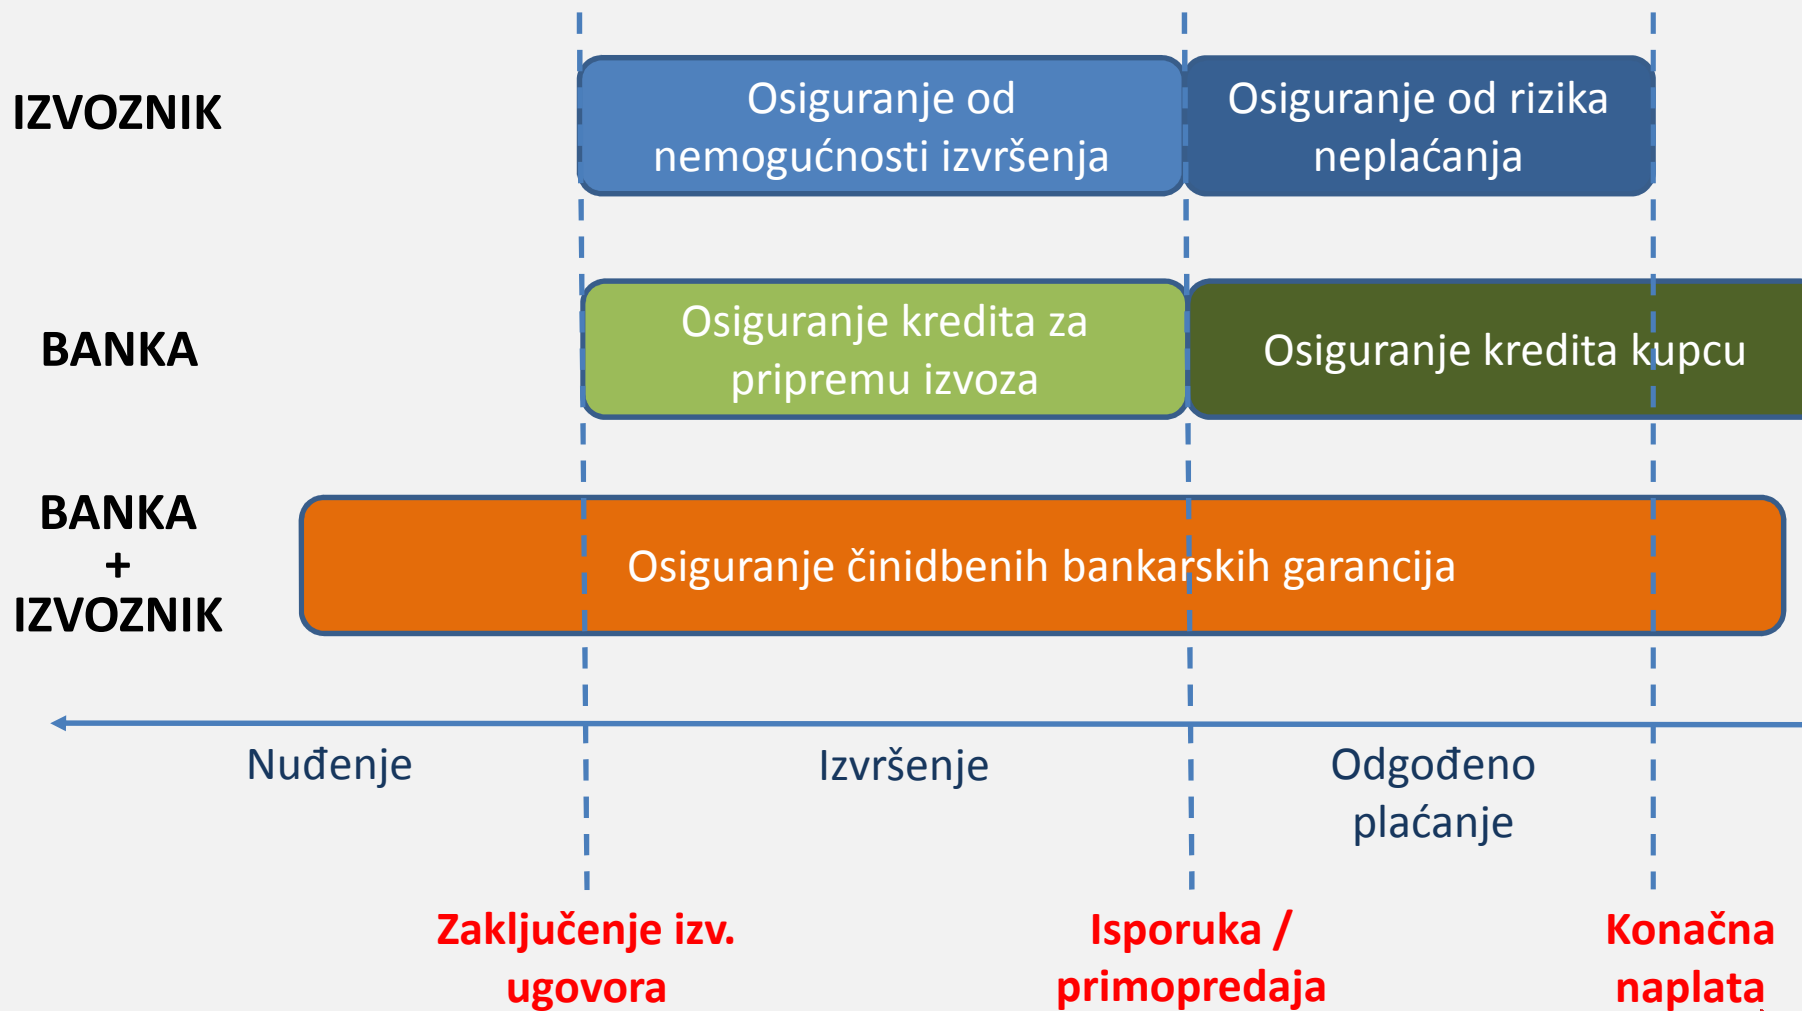 IZVOZNIK
Osiguranje od
nemogućnosti izvršenja
Osiguranje od rizika
neplaćanja
BANKA
Osiguranje kredita za
pripremu izvoza
Osiguranje kredita kupcu
BANKA
+
IZVOZNIK
Osiguranje činidbenih bankarskih garancija
Nuđenje
Izvršenje
Odgođeno
plaćanje
Zaključenje izv.
ugovora
Isporuka /
primopredaja
Konačna
naplata